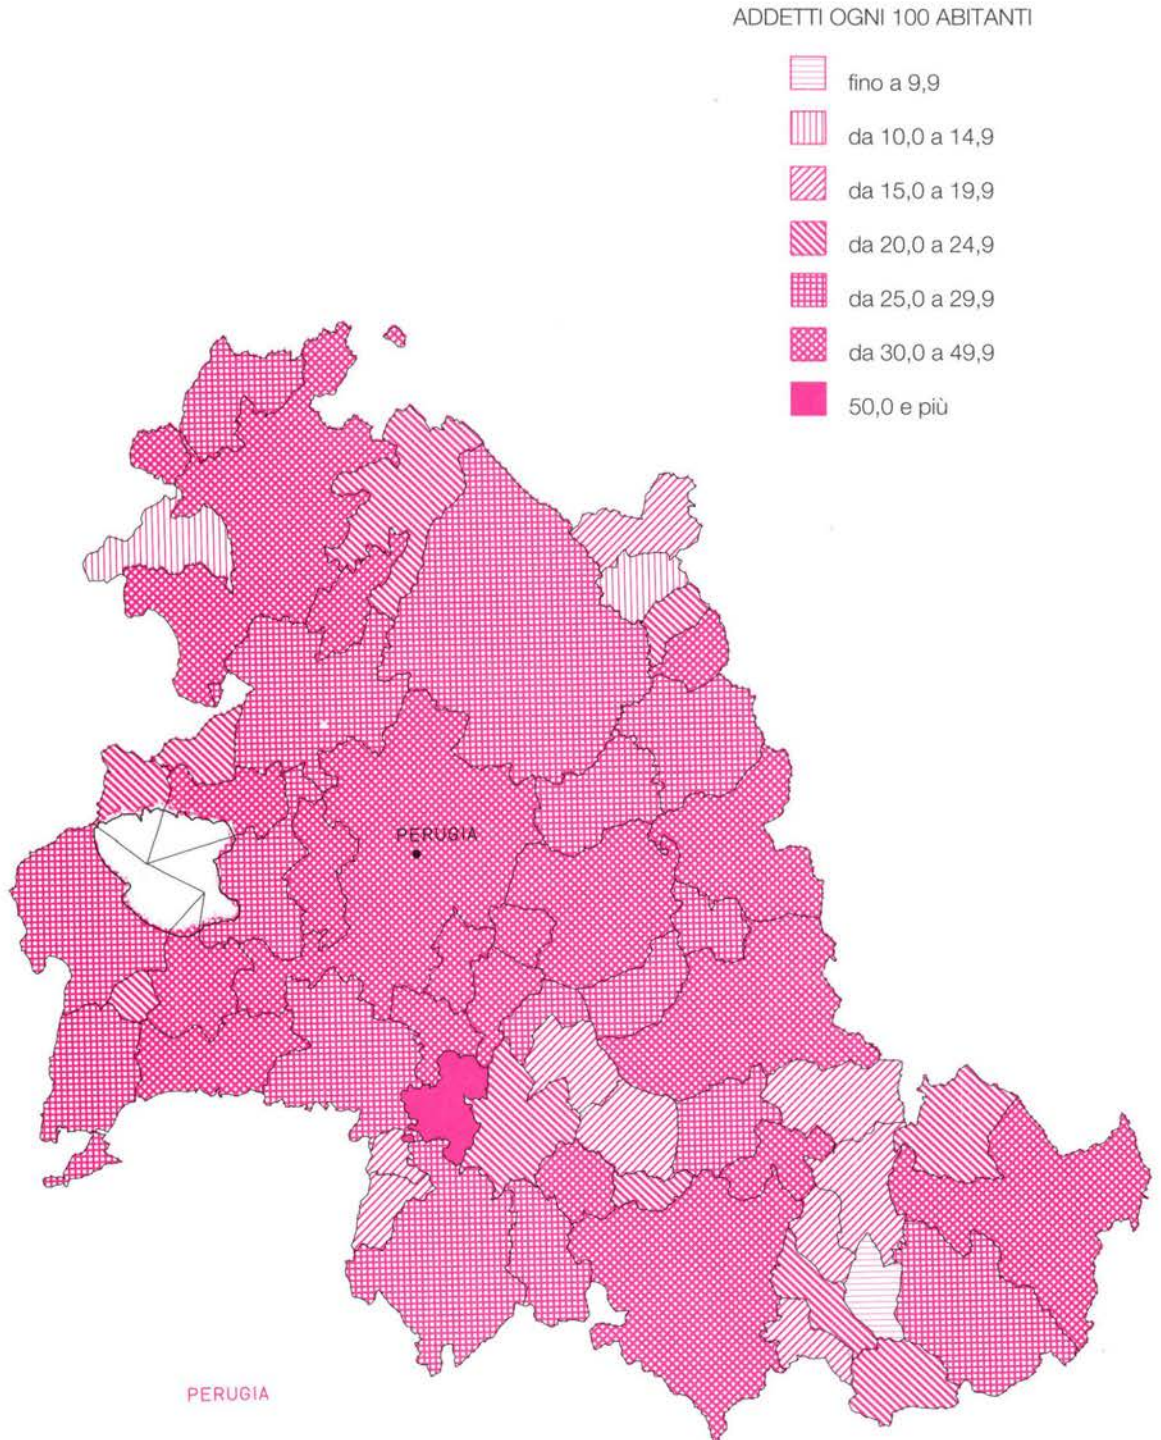 ADDETTI OGNI 100 ABITANTI
fino a 9,9
da 10,0 a 14,9
da 15,0 a 19,9
da 20,0 a 24,9
da 25,0 a 29,9
da 30,0 a 49,9
50,0 e più
PERUGIA
PERUGIA